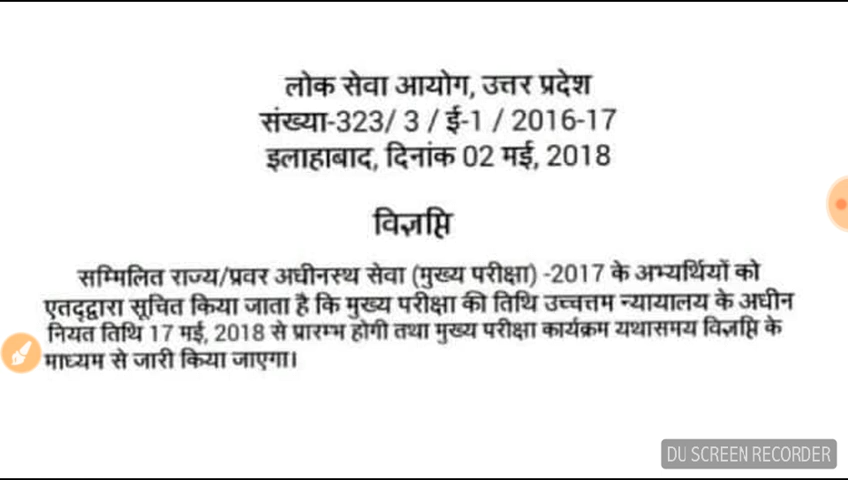 लोक सेवा आयोग, उत्तर प्रदेश
संख्या-323/ 3 / ई-1 / 2016-17
इलाहाबाद, दिनांक 02 मई, 2018
विज्ञप्ति
सम्मिलित राज्य/प्रवर अधीनस्थ सेवा (मुख्य परीक्षा) -2017 के अभ्यर्थियों को
एतद्द्वारा सूचित किया जाता है कि मुख्य परीक्षा की तिथि उच्चत्तम न्यायालय के अधीन
नियत तिथि 17 मई, 2018 से प्रारम्भ होगी तथा मुख्य परीक्षा कार्यक्रम यथासमय विज्ञप्ति के
माध्यम से जारी किया जाएगा।
DU SCREEN RECORDER